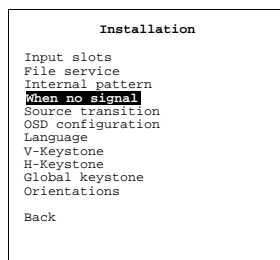 Installation
Input slots
File service
Internal pattern
When no signal
Source transition
OSD configuration
Language
V-Keystone
H-Keystone
Global keystone
Orientations
Back